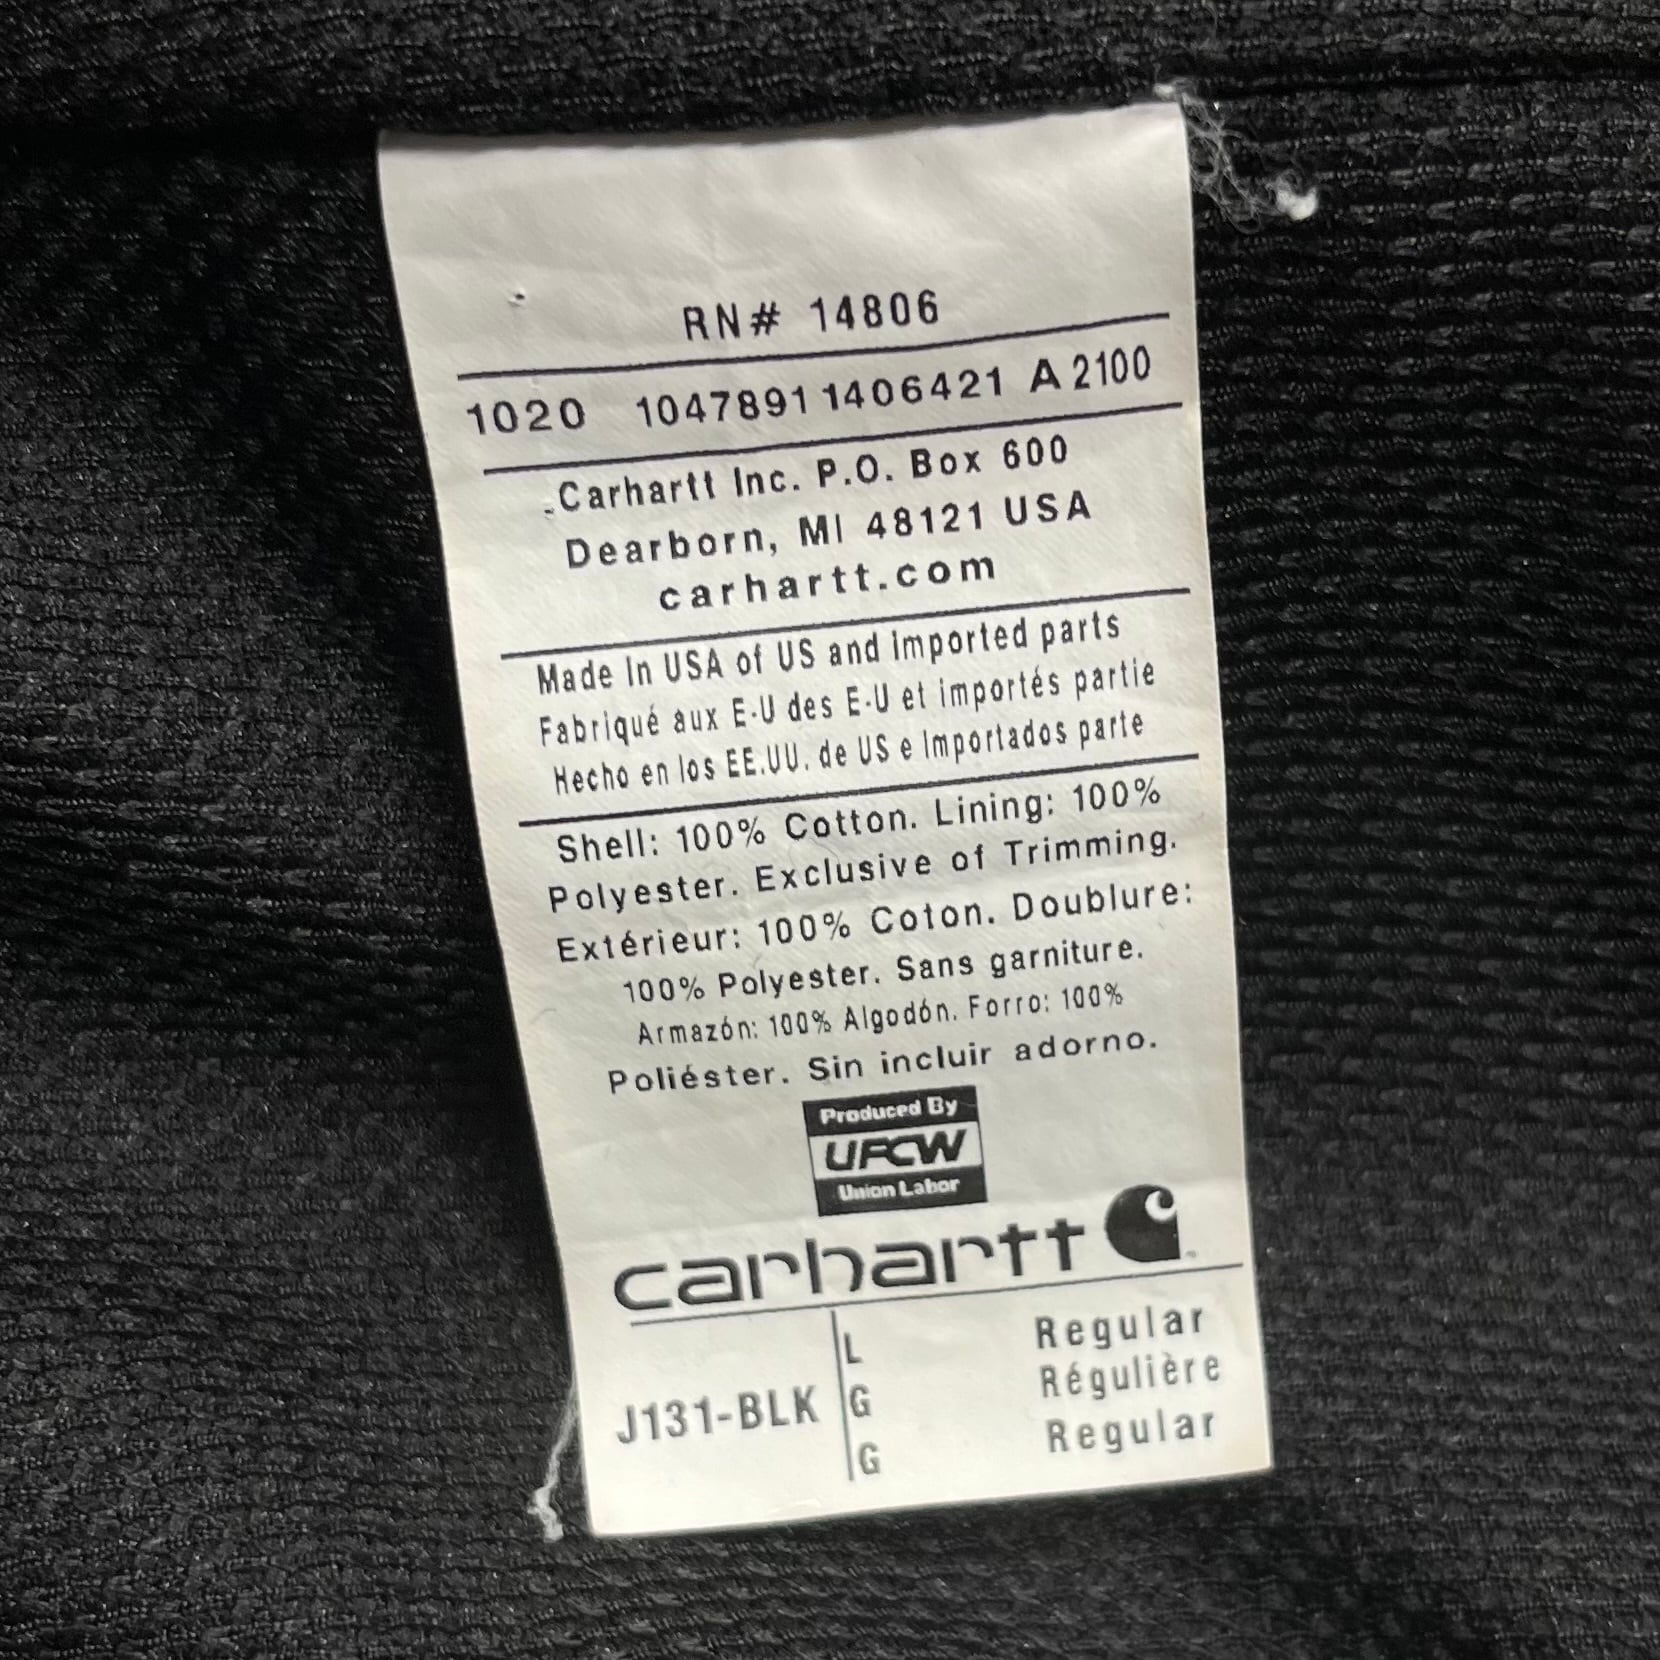 RN# 14806
1020 1047891 1406421 A 2100
Carhartt Inc. P.O. Box 600
Dearborn, MI 48121 USA
carhartt.com
Made In USA of US and Imported parts
Fabriqué aux E-U des E-U et importés partie
Hecho en los EE.UU. de US e Importados parte
Shell: 100% Cotton. Lining: 100%
Polyester. Exclusive of Trimming.
Extérieur: 100% Coton. Doublure:
100% Polyester. Sans garniture.
Armazón: 100% Algodón. Forro: 100%
Poliéster. Sin incluir adorno.
Produced By
UFCW
Union Labor
carhartt
J131-BLK
L Regular
G Régulière
G Regular